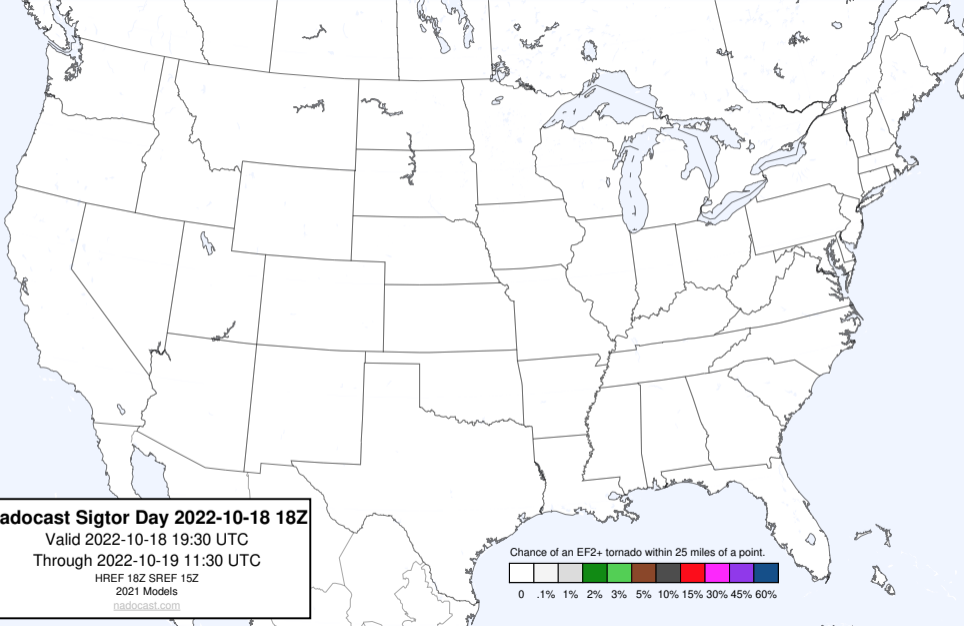 adocast Sigtor Day 2022-10-18 18Z
Valid 2022-10-18 19:30 UTC
Through 2022-10-19 11:30 UTC
HREF 18Z SREF 15Z
2021 Models
nadocast.com
Chance of an EF2+ tornado within 25 miles of a point.
0 .1% 1% 2% 3% 5% 10% 15% 30% 45% 60%